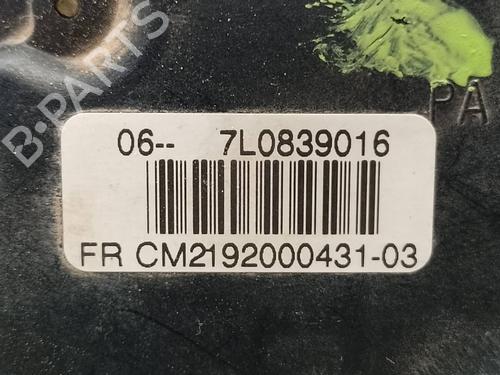 B-PARTS
PA
06-- 7L0839016
FR CM2192000431-03